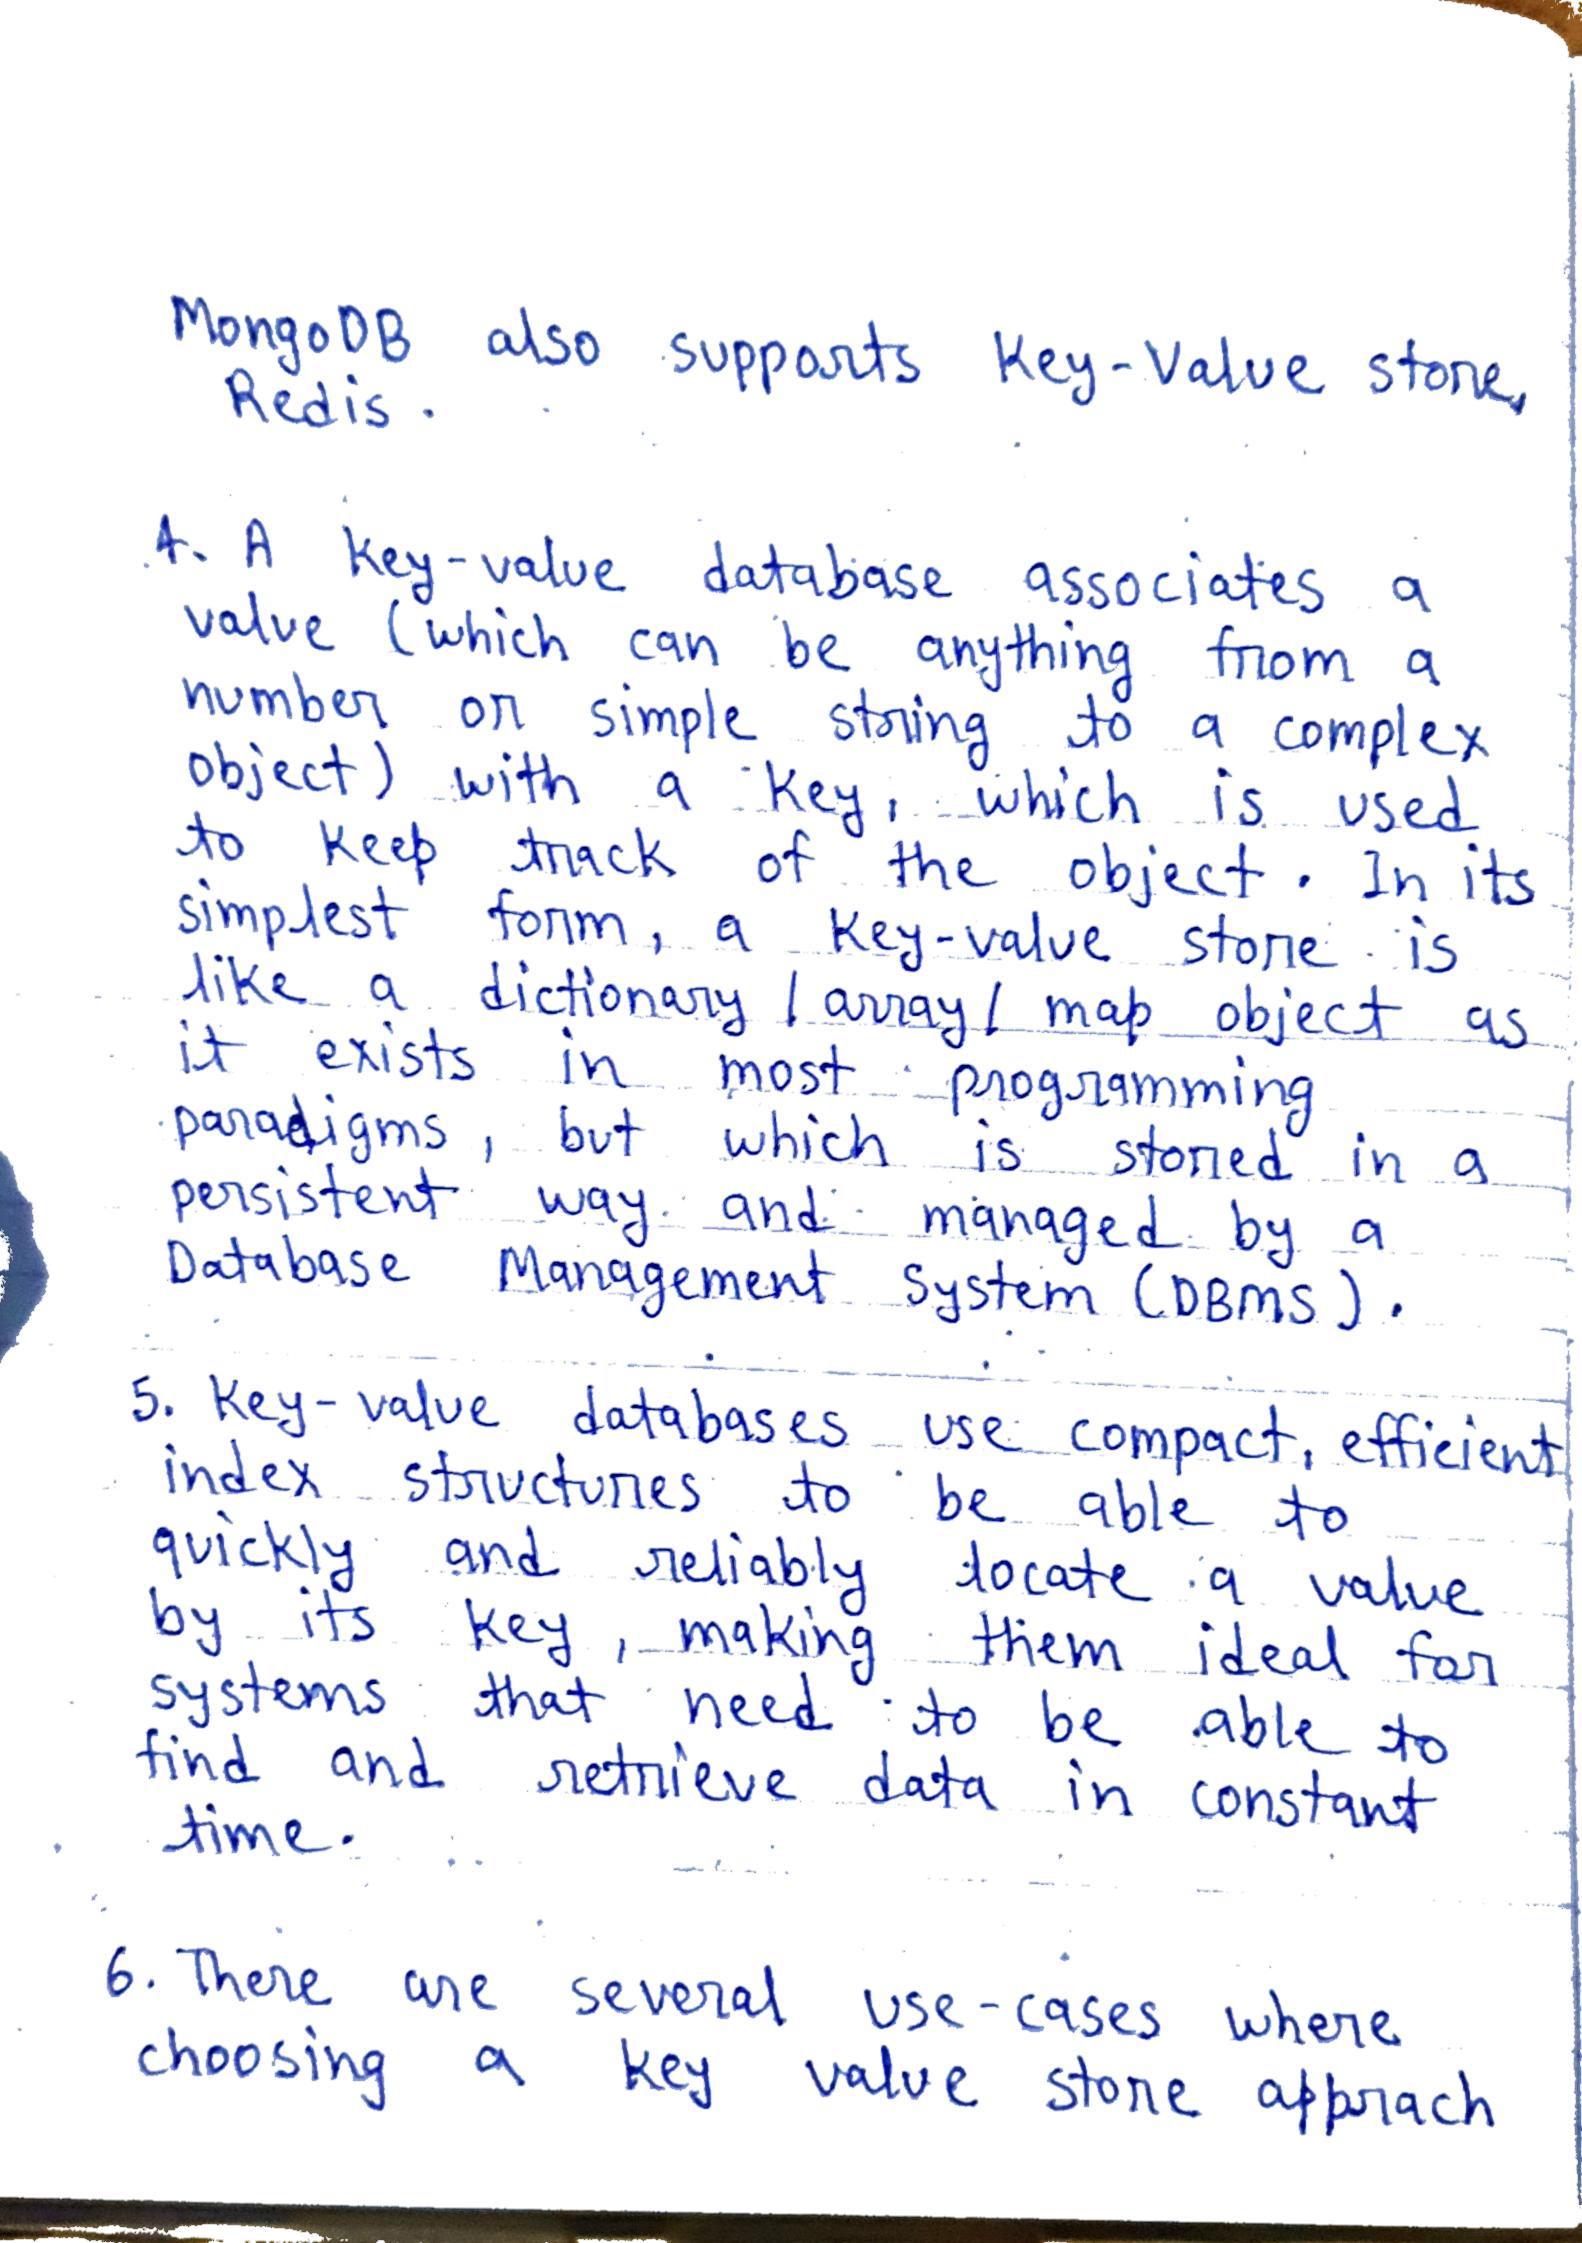 MongoDB also supports Key-Value store,
Redis.
4. A key-value database associates a
value (which can be anything from a
number or simple string to a complex
object) with a key, which is used
to keep track of the object. In its
simplest form, a key-value store is
like a dictionary / array / map object as
it exists in most programming
paradigms, but which is stored in a
persistent way and managed by a
Database Management System (DBMS).
5. Key-value databases use compact, efficient
index structures to be able to
quickly and reliably locate a value
by its key, making them ideal for
systems that need to be able to
find and retrieve data in constant
time.
6. There are several use-cases where
choosing a key value store apprach